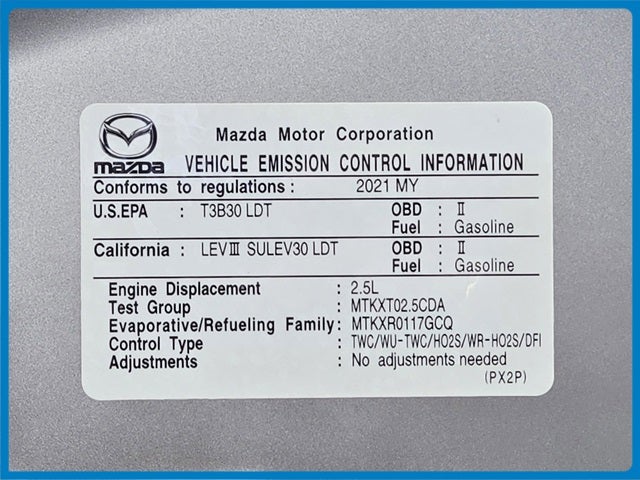 Mazda Motor Corporation
mazda VEHICLE EMISSION CONTROL INFORMATION
Conforms to regulations : 2021 MY
U.S.EPA : T3B30 LDT OBD : II
Fuel : Gasoline
California : LEVIII SULEV30 LDT OBD : II
Fuel : Gasoline
Engine Displacement : 2.5L
Test Group : MTKXT02.5CDA
Evaporative/Refueling Family : MTKXR0117GCQ
Control Type : TWC/WU-TWC/HO2S/WR-HO2S/DFI
Adjustments : No adjustments needed
(PX2P)